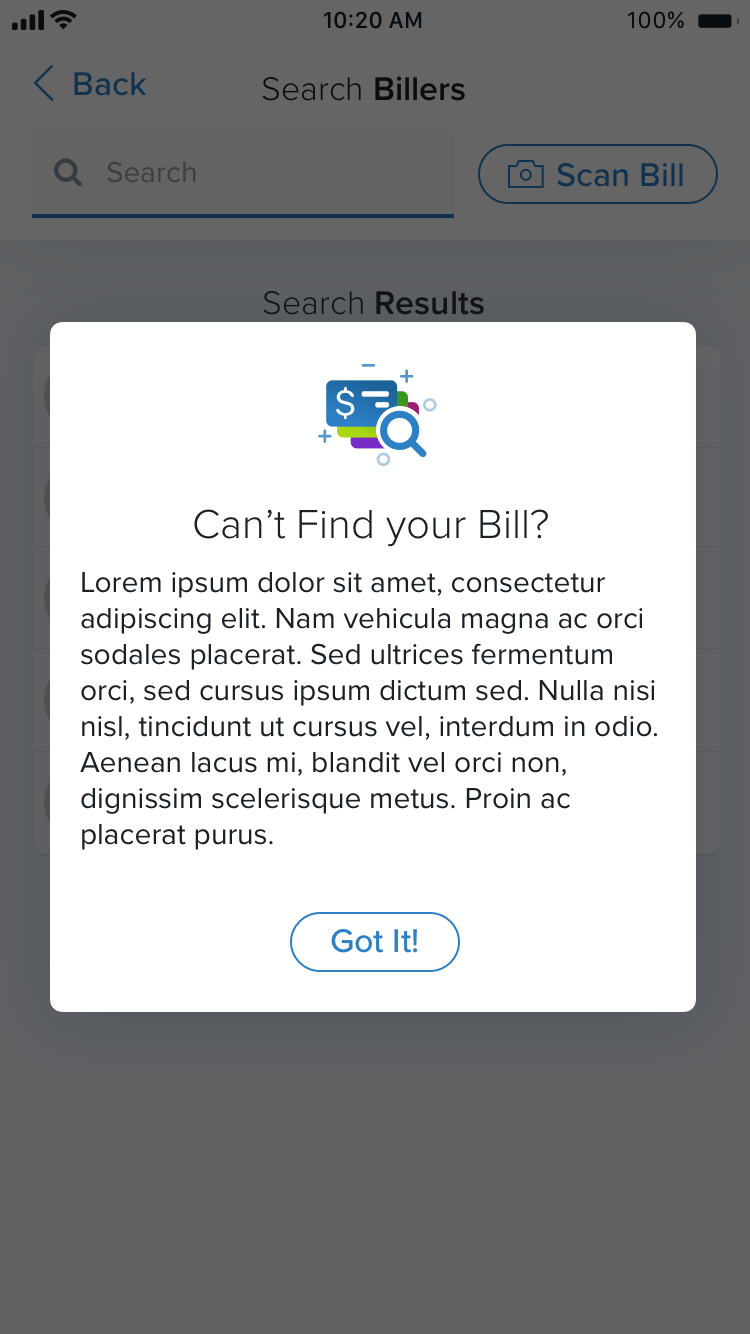 10:20 AM
100%
Back
Search Billers
Search
Scan Bill
Search Results
$
Can’t Find your Bill?
Lorem ipsum dolor sit amet, consectetur
adipiscing elit. Nam vehicula magna ac orci
sodales placerat. Sed ultrices fermentum
orci, sed cursus ipsum dictum sed. Nulla nisi
nisl, tincidunt ut cursus vel, interdum in odio.
Aenean lacus mi, blandit vel orci non,
dignissim scelerisque metus. Proin ac
placerat purus.
Got It!